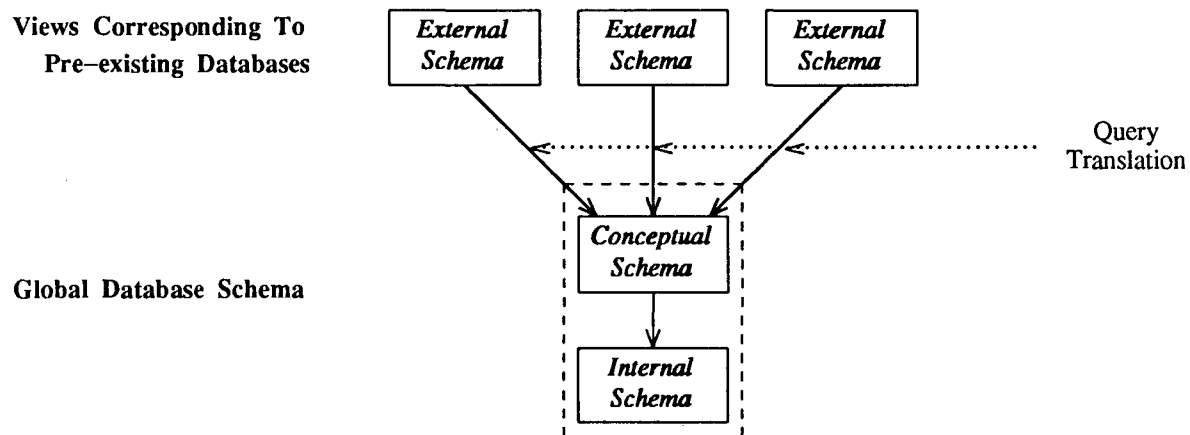 Views Corresponding To
Pre-existing Databases
External
Schema
External
Schema
External
Schema
Query
Translation
Conceptual
Schema
Global Database Schema
Internal
Schema